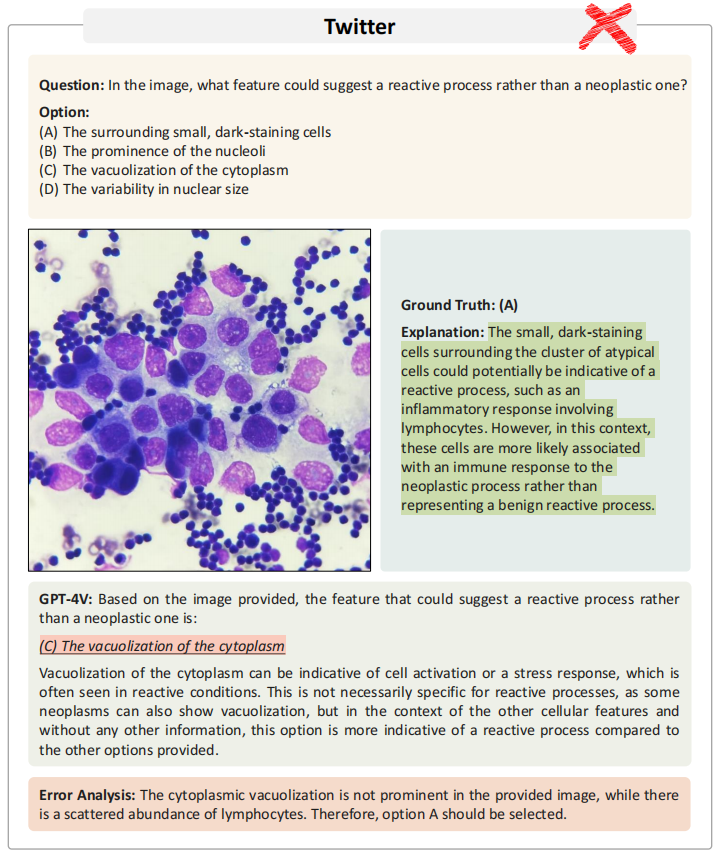 Twitter
Question: In the image, what feature could suggest a reactive process rather than a neoplastic one?
Option:
(A) The surrounding small, dark-staining cells
(B) The prominence of the nucleoli
(C) The vacuolization of the cytoplasm
(D) The variability in nuclear size
Ground Truth: (A)
Explanation: The small, dark-staining
cells surrounding the cluster of atypical
cells could potentially be indicative of a
reactive process, such as an
inflammatory response involving
lymphocytes. However, in this context,
these cells are more likely associated
with an immune response to the
neoplastic process rather than
representing a benign reactive process.
GPT-4V: Based on the image provided, the feature that could suggest a reactive process rather
than a neoplastic one is:
(C) The vacuolization of the cytoplasm
Vacuolization of the cytoplasm can be indicative of cell activation or a stress response, which is
often seen in reactive conditions. This is not necessarily specific for reactive processes, as some
neoplasms can also show vacuolization, but in the context of the other cellular features and
without any other information, this option is more indicative of a reactive process compared to
the other options provided.
Error Analysis: The cytoplasmic vacuolization is not prominent in the provided image, while there
is a scattered abundance of lymphocytes. Therefore, option A should be selected.